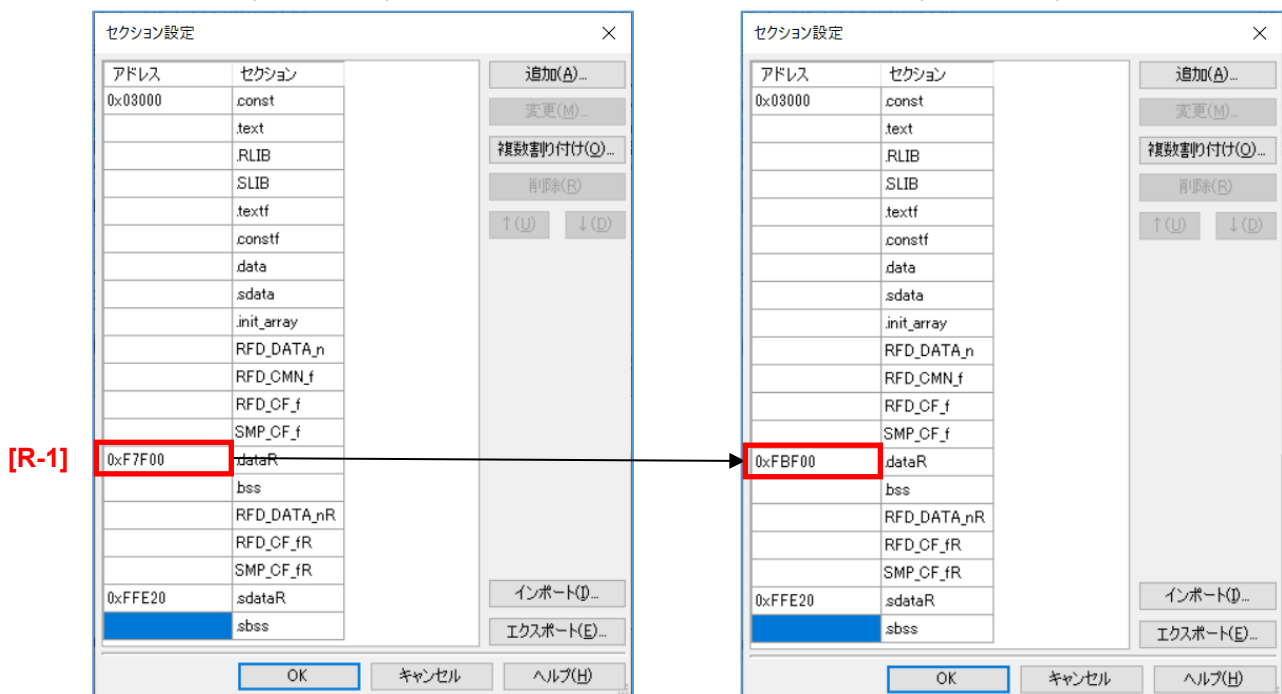 セクション設定 ×
アドレス セクション
0x03000 .const
.text
.RLIB
.SLIB
.textf
.constf
.data
.sdata
.init_array
RFD_DATA_n
RFD_CMN_f
RFD_CF_f
SMP_CF_f
[R-1] 0xF7F00 .dataR
.bss
RFD_DATA_nR
RFD_CF_fR
SMP_CF_fR
0xFFE20 .sdataR
.sbss
追加(A)...
変更(M)...
複数割り付け(O)...
削除(R)
↑(U) ↓(D)
インポート(I)...
エクスポート(E)...
OK キャンセル ヘルプ(H)
セクション設定 ×
アドレス セクション
0x03000 .const
.text
.RLIB
.SLIB
.textf
.constf
.data
.sdata
.init_array
RFD_DATA_n
RFD_CMN_f
RFD_CF_f
SMP_CF_f
0xFBF00 .dataR
.bss
RFD_DATA_nR
RFD_CF_fR
SMP_CF_fR
0xFFE20 .sdataR
.sbss
追加(A)...
変更(M)...
複数割り付け(O)...
削除(R)
↑(U) ↓(D)
インポート(I)...
エクスポート(E)...
OK キャンセル ヘルプ(H)